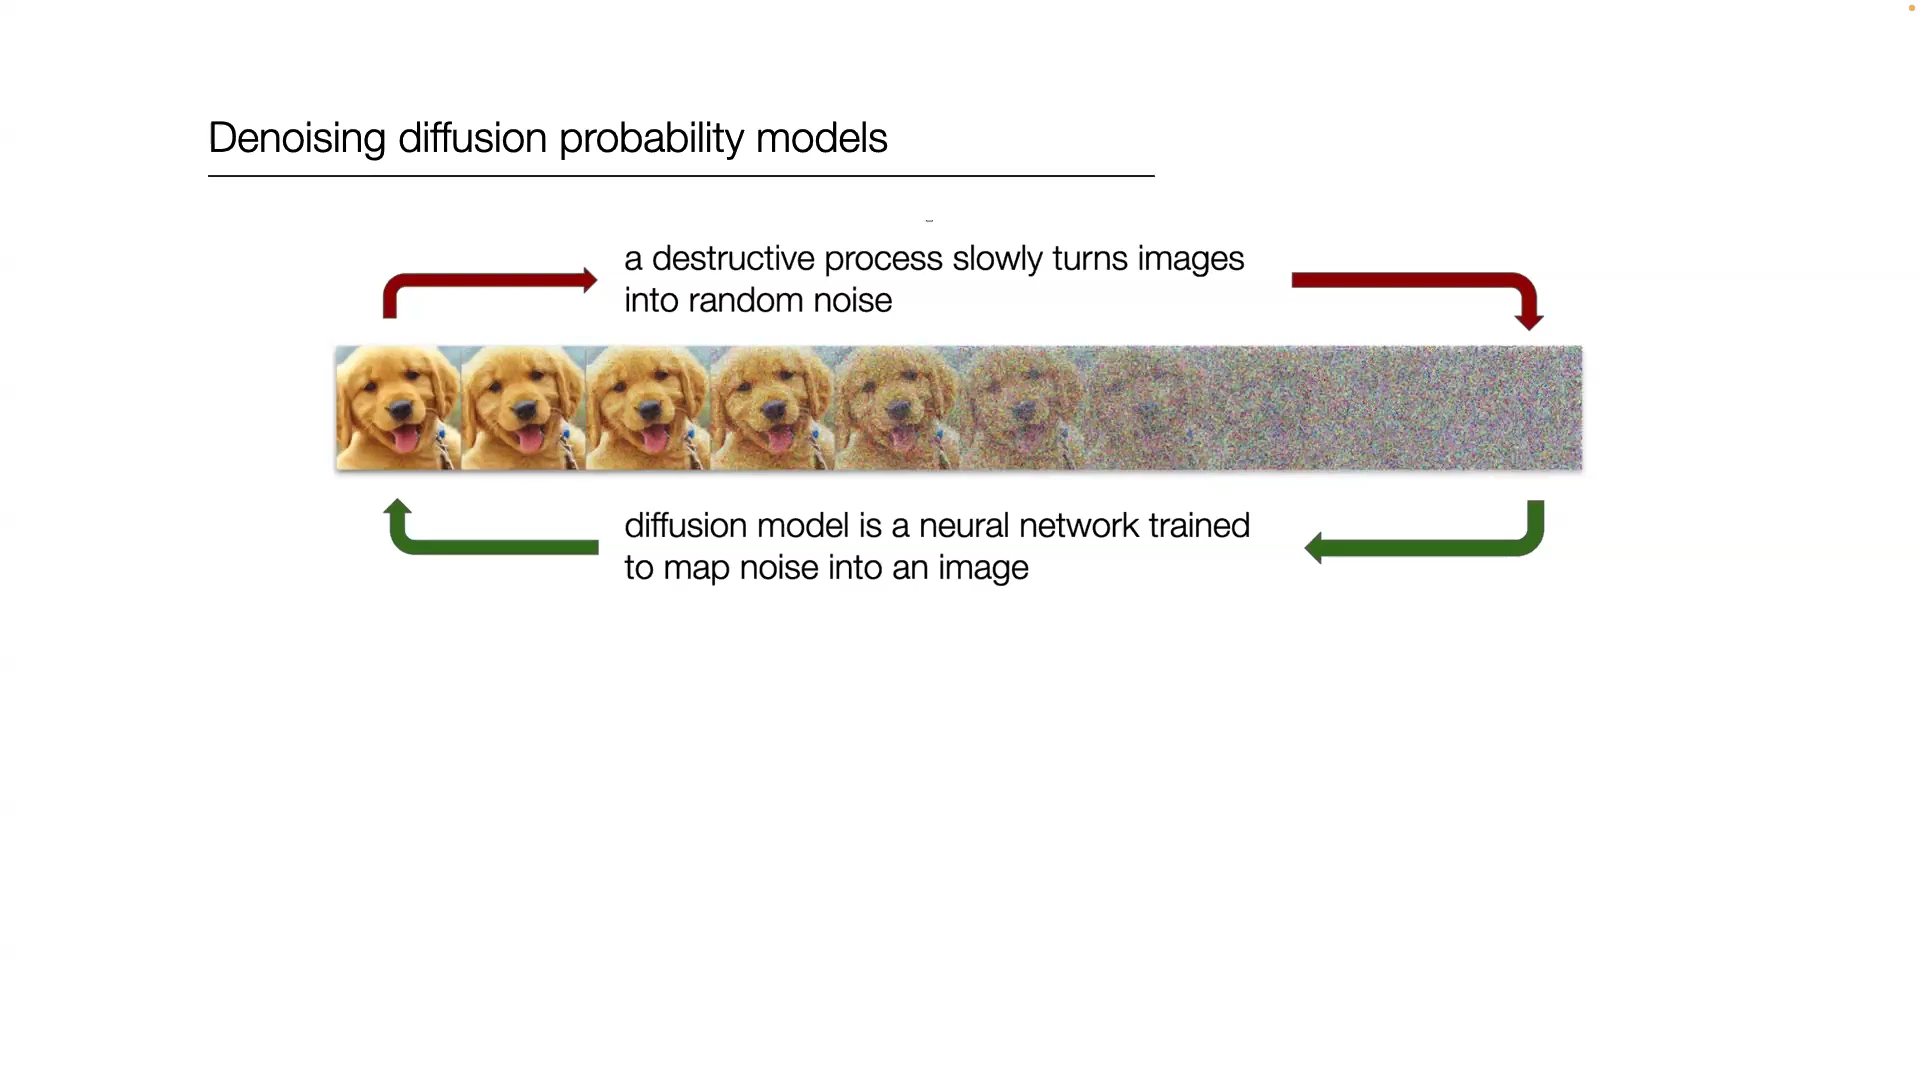 Denoising diffusion probability models
a destructive process slowly turns images
into random noise
diffusion model is a neural network trained
to map noise into an image